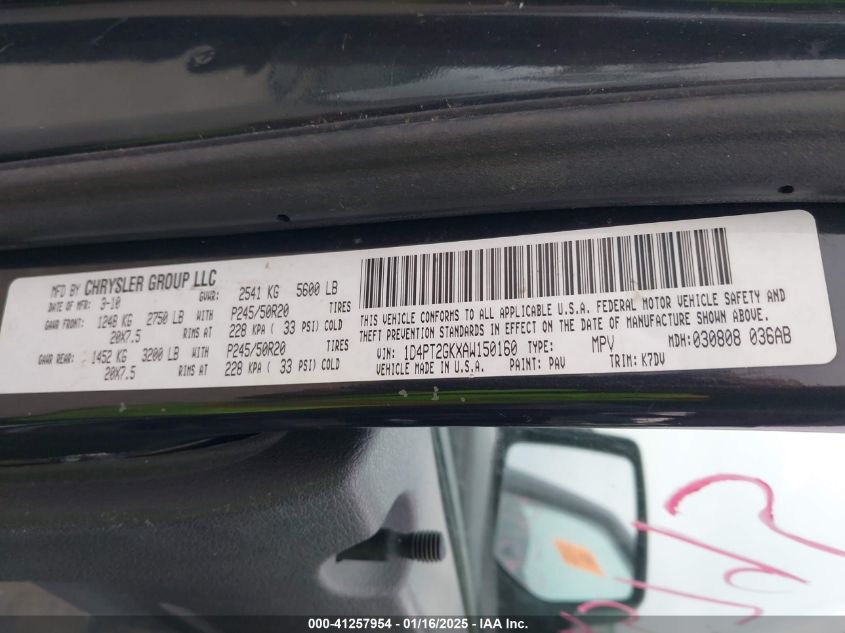 MFD BY CHRYSLER GROUP LLC
DATE OF MFR: 3-10 GVWR: 2541 KG 5600 LB
GAWR FRONT: 1248 KG 2750 LB WITH P245/50R20 TIRES
20X7.5 RIMS AT 228 KPA ( 33 PSI) COLD
GAWR REAR: 1452 KG 3200 LB WITH P245/50R20 TIRES
20X7.5 RIMS AT 228 KPA ( 33 PSI) COLD
THIS VEHICLE CONFORMS TO ALL APPLICABLE U.S.A. FEDERAL MOTOR VEHICLE SAFETY AND
THEFT PREVENTION STANDARDS IN EFFECT ON THE DATE OF MANUFACTURE SHOWN ABOVE.
VIN: 1D4PT2GKXAW150160 TYPE: MPV MDH: 030808 036AB
VEHICLE MADE IN U.S.A. PAINT: PAV TRIM: K7DV
000-41257954 - 01/16/2025 - IAA Inc.